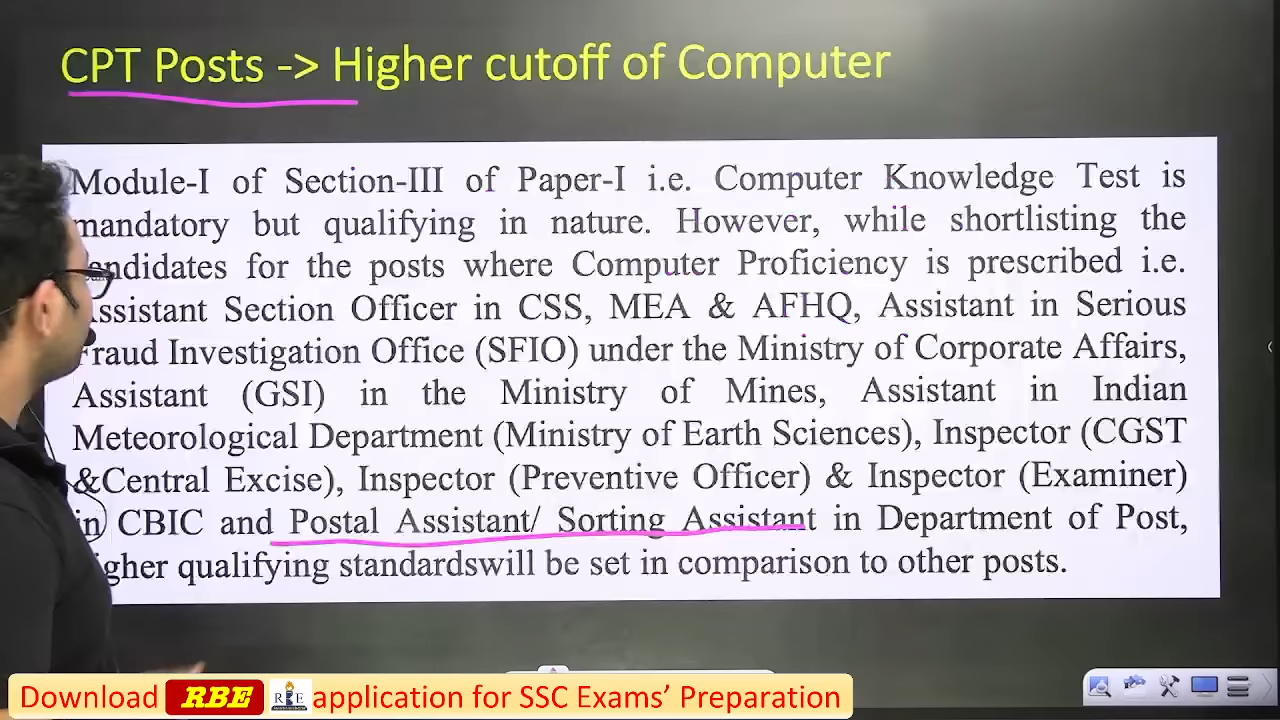 CPT Posts -> Higher cutoff of Computer
Module-I of Section-III of Paper-I i.e. Computer Knowledge Test is
mandatory but qualifying in nature. However, while shortlisting the
candidates for the posts where Computer Proficiency is prescribed i.e.
Assistant Section Officer in CSS, MEA & AFHQ, Assistant in Serious
Fraud Investigation Office (SFIO) under the Ministry of Corporate Affairs,
Assistant (GSI) in the Ministry of Mines, Assistant in Indian
Meteorological Department (Ministry of Earth Sciences), Inspector (CGST
&Central Excise), Inspector (Preventive Officer) & Inspector (Examiner)
in CBIC and Postal Assistant/ Sorting Assistant in Department of Post,
higher qualifying standardswill be set in comparison to other posts.
Download RBE RBE application for SSC Exams' Preparation